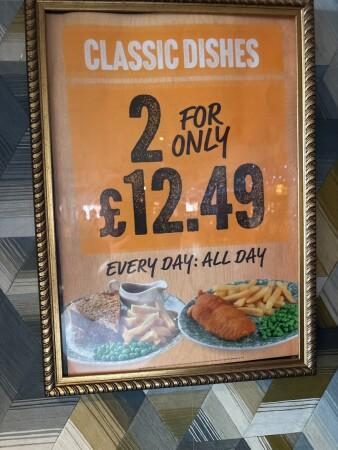 CLASSIC DISHES
2 FOR ONLY
£12.49
EVERY DAY: ALL DAY